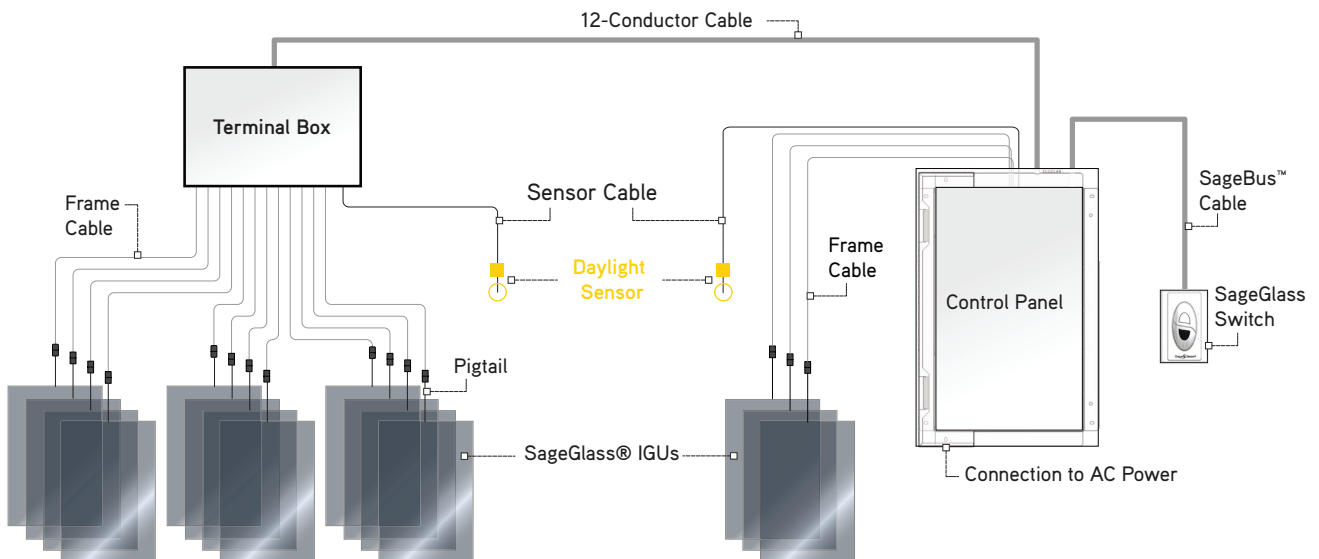 12-Conductor Cable
Terminal Box
Sensor Cable
Frame
Cable
Daylight
Sensor
Frame
Cable
Control Panel
SageBus™
Cable
SageGlass
Switch
Pigtail
SageGlass® IGUs
Connection to AC Power